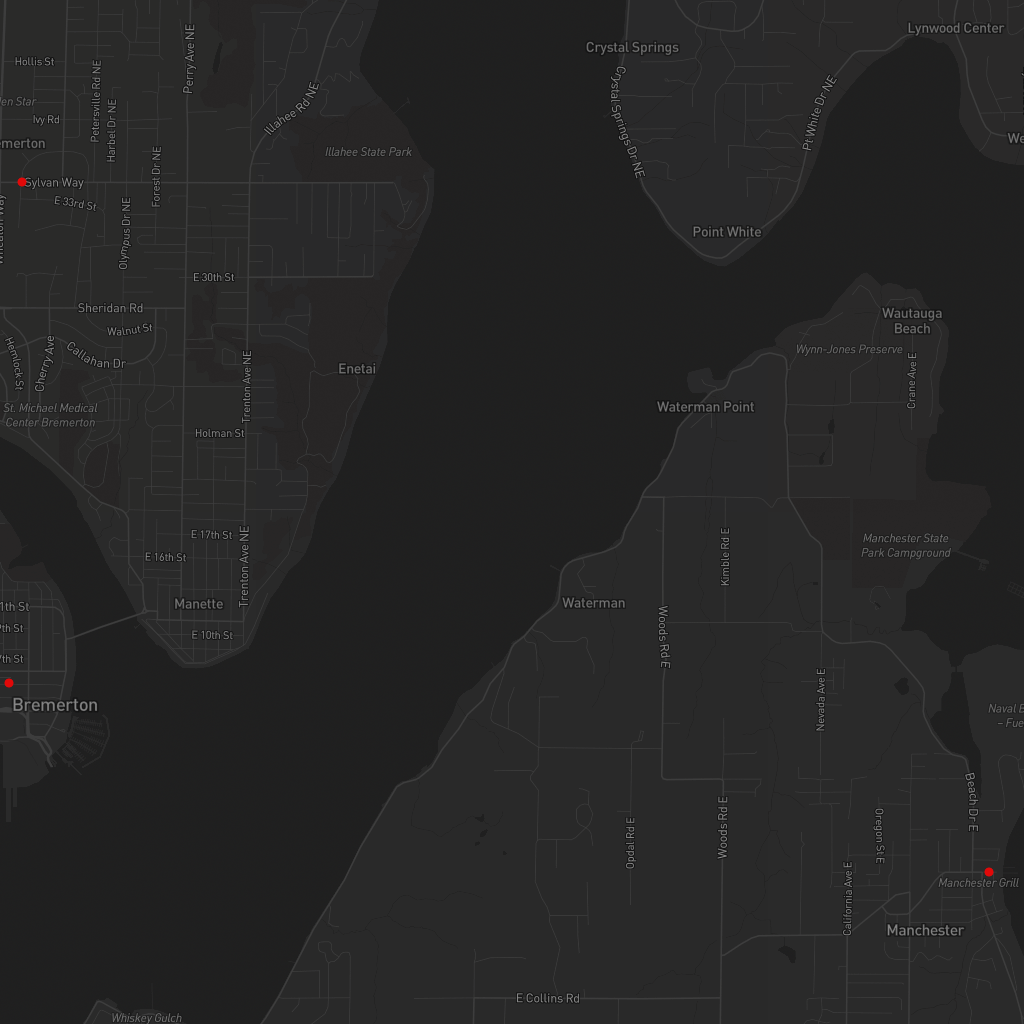 Lynwood Center
Crystal Springs
Perry Ave NE
Hollis St
Petersville Rd NE
Illahee Rd NE
Crystal Springs Dr NE
Pt White Dr NE
en Star
Harbel Dr NE
Ivy Rd
We
emerton
Illahee State Park
Forest Dr NE
Sylvan Way
E 33rd St
Wheaton Way
Olympus Dr NE
Point White
E 30th St
Sheridan Rd
Wautauga
Beach
Walnut St
Callahan Dr
Hemlock St
Cherry Ave
Wynn-Jones Preserve
Enetai
Trenton Ave NE
Crane Ave E
St. Michael Medical
Center Bremerton
Waterman Point
Holman St
E 17th St
Manchester State
Park Campground
E 16th St
Kimble Rd E
Trenton Ave NE
Manette
Waterman
1th St
th St
E 10th St
Woods Rd E
7th St
Nevada Ave E
Bremerton
Naval B
– Fue
Beach Dr E
Woods Rd E
Opdal Rd E
Oregon St E
Manchester Grill
California Ave E
Manchester
E Collins Rd
Whiskey Gulch